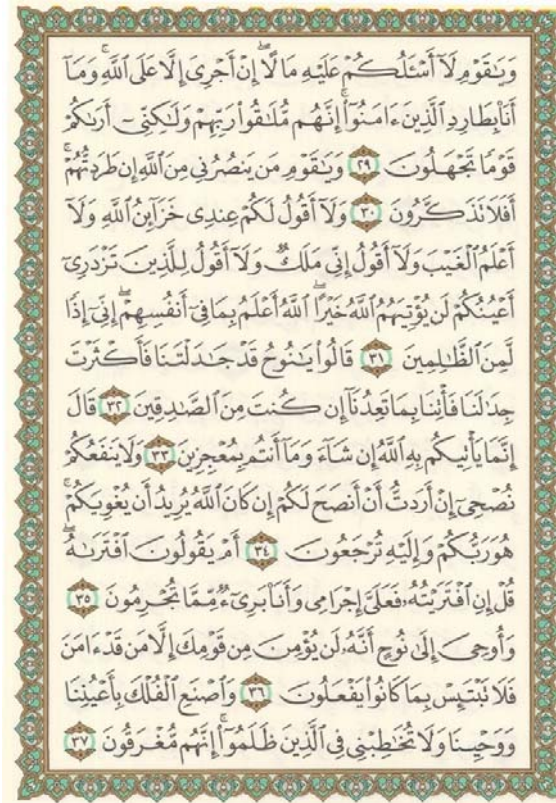 وَيَٰقَوْمِ لَآ أَسْـَٔلُكُمْ عَلَيْهِ مَالًا ۖ إِنْ أَجْرِىَ إِلَّا عَلَى ٱللَّهِ ۚ وَمَآ
أَنَا۠ بِطَارِدِ ٱلَّذِينَ ءَامَنُوٓا۟ ۚ إِنَّهُم مُّلَٰقُوا۟ رَبِّهِمْ وَلَٰكِنِّىٓ أَرَىٰكُمْ
قَوْمًا تَجْهَلُونَ ٢٩ وَيَٰقَوْمِ مَن يَنصُرُنِى مِنَ ٱللَّهِ إِن طَرَدتُّهُمْ ۚ
أَفَلَا تَذَكَّرُونَ ٣٠ وَلَآ أَقُولُ لَكُمْ عِندِى خَزَآئِنُ ٱللَّهِ وَلَآ
أَعْلَمُ ٱلْغَيْبَ وَلَآ أَقُولُ إِنِّى مَلَكٌ وَلَآ أَقُولُ لِلَّذِينَ تَزْدَرِىٓ
أَعْيُنُكُمْ لَن يُؤْتِيَهُمُ ٱللَّهُ خَيْرًا ۖ ٱللَّهُ أَعْلَمُ بِمَا فِىٓ أَنفُسِهِمْ ۖ إِنِّىٓ إِذًا
لَّمِنَ ٱلظَّٰلِمِينَ ٣١ قَالُوا۟ يَٰنُوحُ قَدْ جَٰدَلْتَنَا فَأَكْثَرْتَ
جِدَٰلَنَا فَأْتِنَا بِمَا تَعِدُنَآ إِن كُنتَ مِنَ ٱلصَّٰدِقِينَ ٣٢ قَالَ
إِنَّمَا يَأْتِيكُم بِهِ ٱللَّهُ إِن شَآءَ وَمَآ أَنتُم بِمُعْجِزِينَ ٣٣ وَلَا يَنفَعُكُمْ
نُصْحِىٓ إِنْ أَرَدتُّ أَنْ أَنصَحَ لَكُمْ إِن كَانَ ٱللَّهُ يُرِيدُ أَن يُغْوِيَكُمْ ۚ
هُوَ رَبُّكُمْ وَإِلَيْهِ تُرْجَعُونَ ٣٤ أَمْ يَقُولُونَ ٱفْتَرَىٰهُ ۖ
قُلْ إِنِ ٱفْتَرَيْتُهُۥ فَعَلَىَّ إِجْرَامِى وَأَنَا۠ بَرِىٓءٌ مِّمَّا تُجْرِمُونَ ٣٥
وَأُوحِىَ إِلَىٰ نُوحٍ أَنَّهُۥ لَن يُؤْمِنَ مِن قَوْمِكَ إِلَّا مَن قَدْ ءَامَنَ
فَلَا تَبْتَئِسْ بِمَا كَانُوا۟ يَفْعَلُونَ ٣٦ وَٱصْنَعِ ٱلْفُلْكَ بِأَعْيُنِنَا
وَوَحْيِنَا وَلَا تُخَٰطِبْنِى فِى ٱلَّذِينَ ظَلَمُوٓا۟ ۚ إِنَّهُم مُّغْرَقُونَ ٣٧